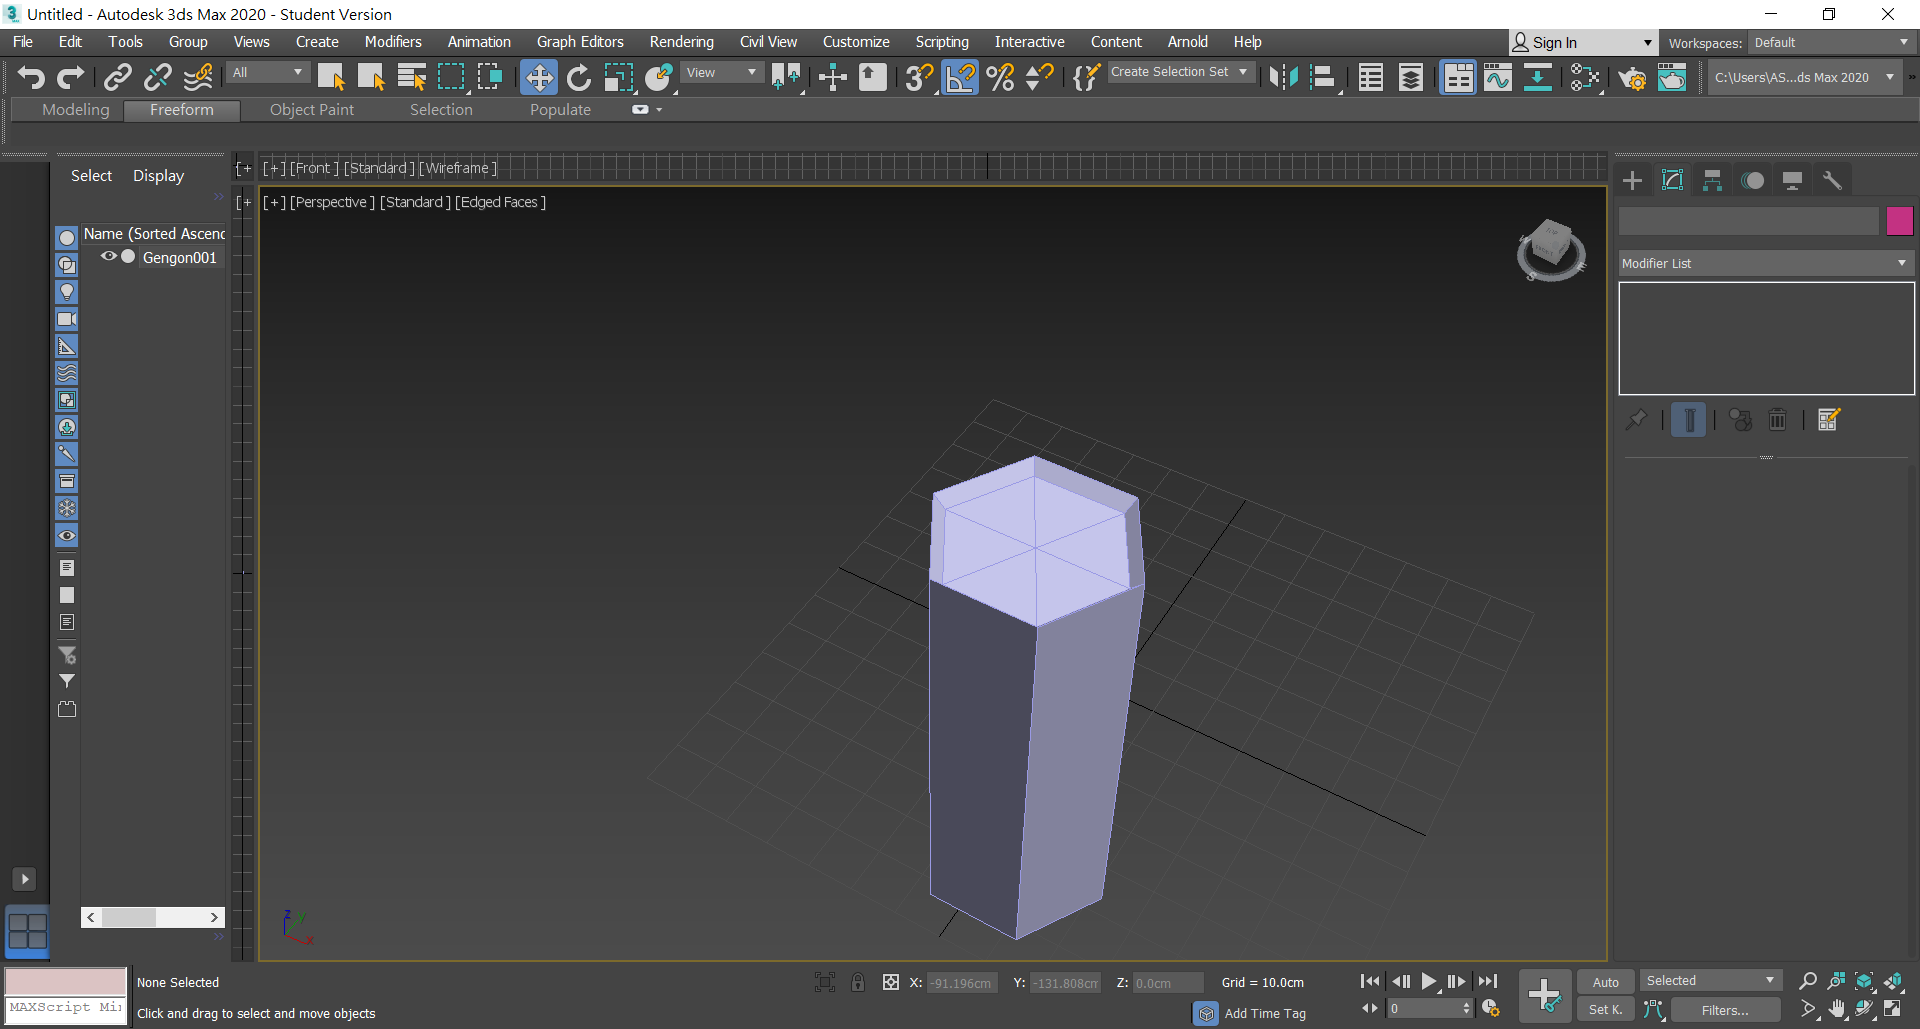 Untitled - Autodesk 3ds Max 2020 - Student Version
File Edit Tools Group Views Create Modifiers Animation Graph Editors Rendering Civil View Customize Scripting Interactive Content Arnold Help
Sign In
Workspaces: Default
All
View
Create Selection Set
C:\Users\AS...ds Max 2020
Modeling Freeform Object Paint Selection Populate
Select Display
[+
[+] [Front ] [Standard ] [Wireframe ]
[+
[+] [Perspective ] [Standard ] [Edged Faces ]
Name (Sorted Ascend
Gengon001
Modifier List
S
E
z
y
x
None Selected
X: -91.196cm Y: -131.808cm Z: 0.0cm
Grid = 10.0cm
Auto
Selected
MAXScript Mi
Click and drag to select and move objects
Add Time Tag
0
Set K.
Filters...